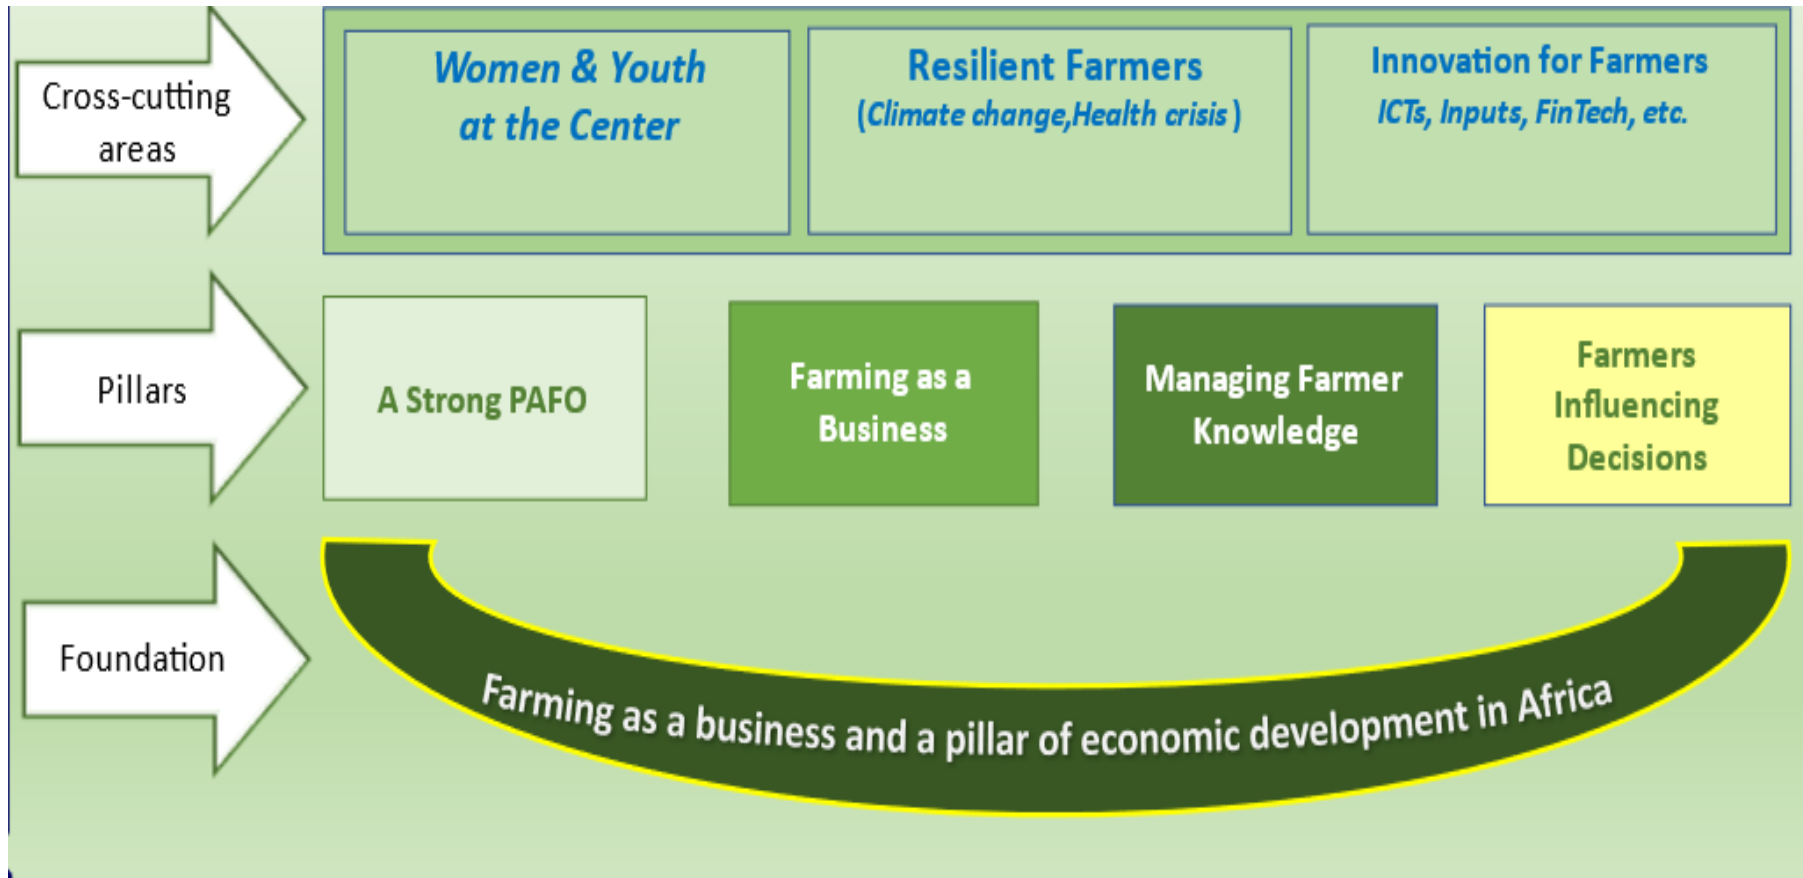 Cross-cutting
areas
Women & Youth
at the Center
Resilient Farmers
(Climate change,Health crisis )
Innovation for Farmers
ICTs, Inputs, FinTech, etc.
Pillars
A Strong PAFO
Farming as a
Business
Managing Farmer
Knowledge
Farmers
Influencing
Decisions
Foundation
Farming as a business and a pillar of economic development in Africa